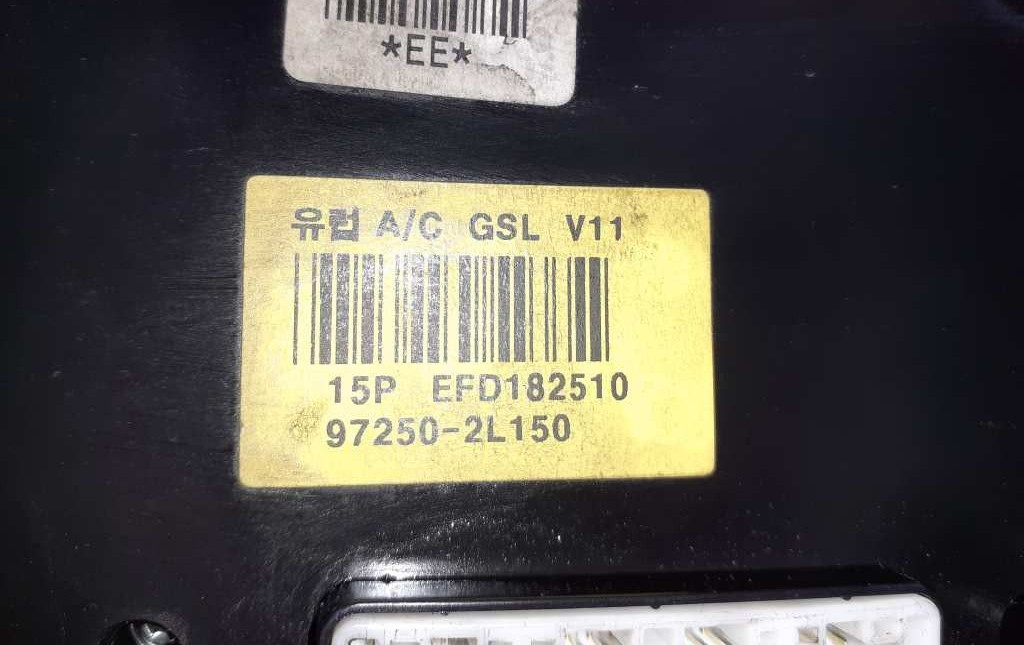 *EE*
유럽 A/C GSL V11
15P EFD182510
97250-2L150